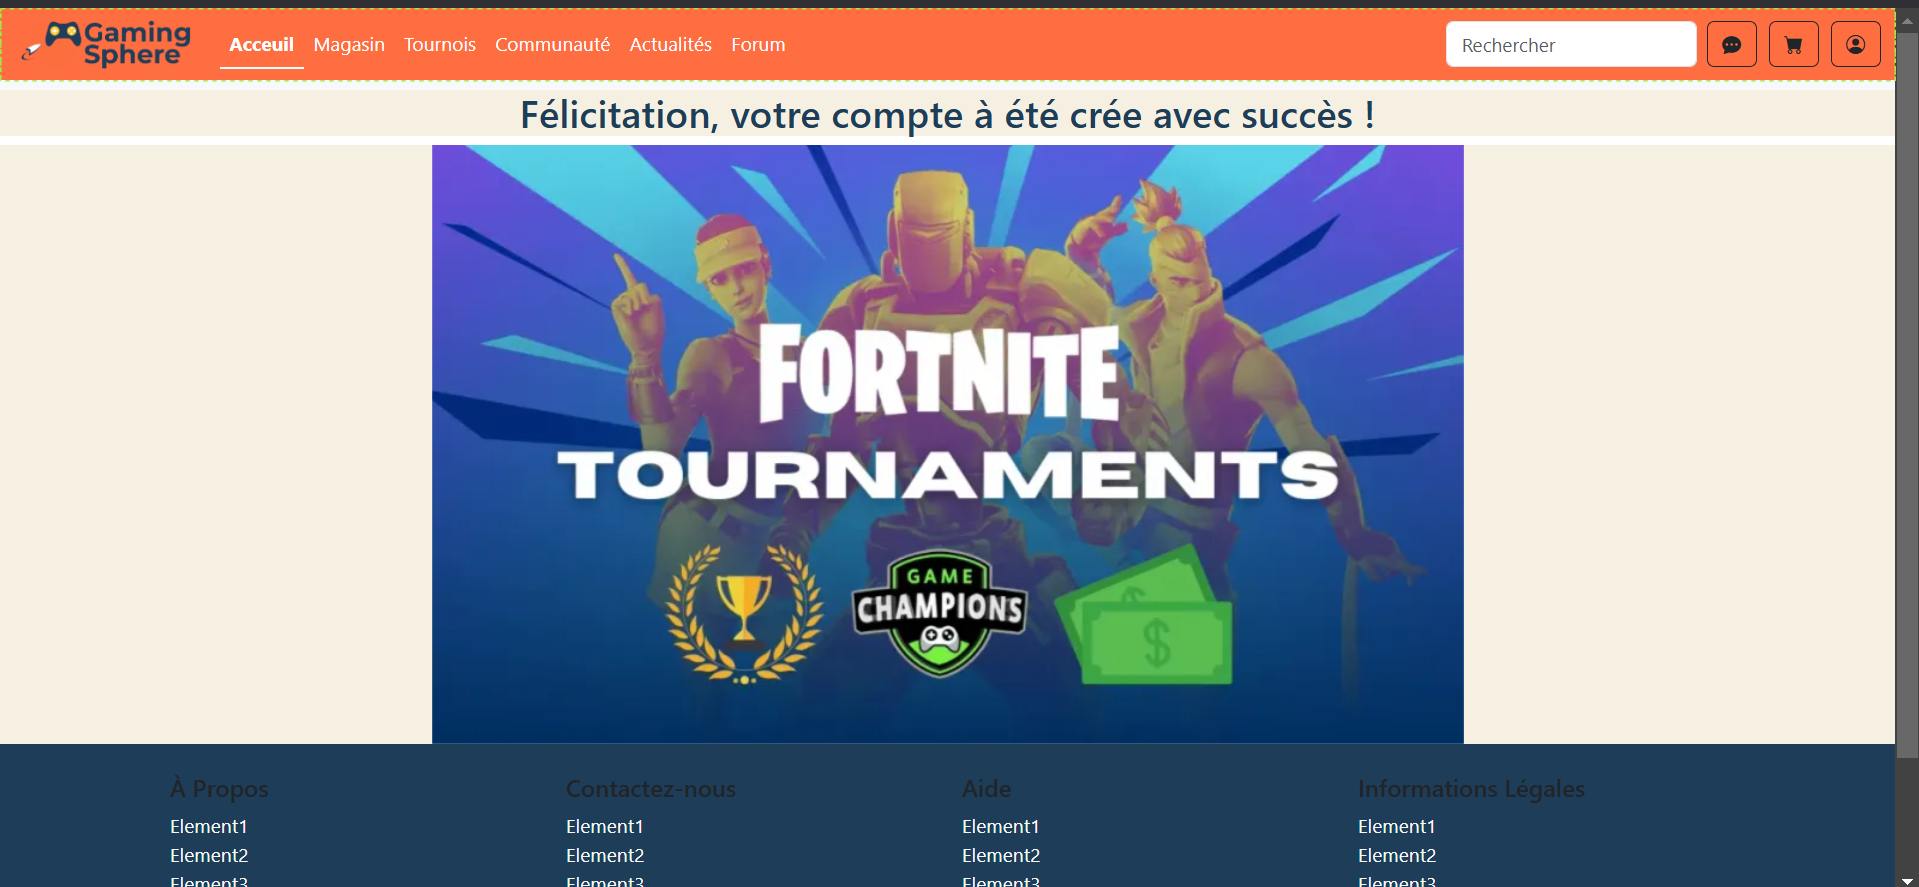 Gaming
Sphere
Acceuil Magasin Tournois Communauté Actualités Forum
Rechercher
Félicitation, votre compte à été crée avec succès !
FORTNITE
TOURNAMENTS
GAME
CHAMPIONS
$
À Propos Contactez-nous Aide Informations Légales
Element1 Element1 Element1 Element1
Element2 Element2 Element2 Element2
Element3 Element3 Element3 Element3